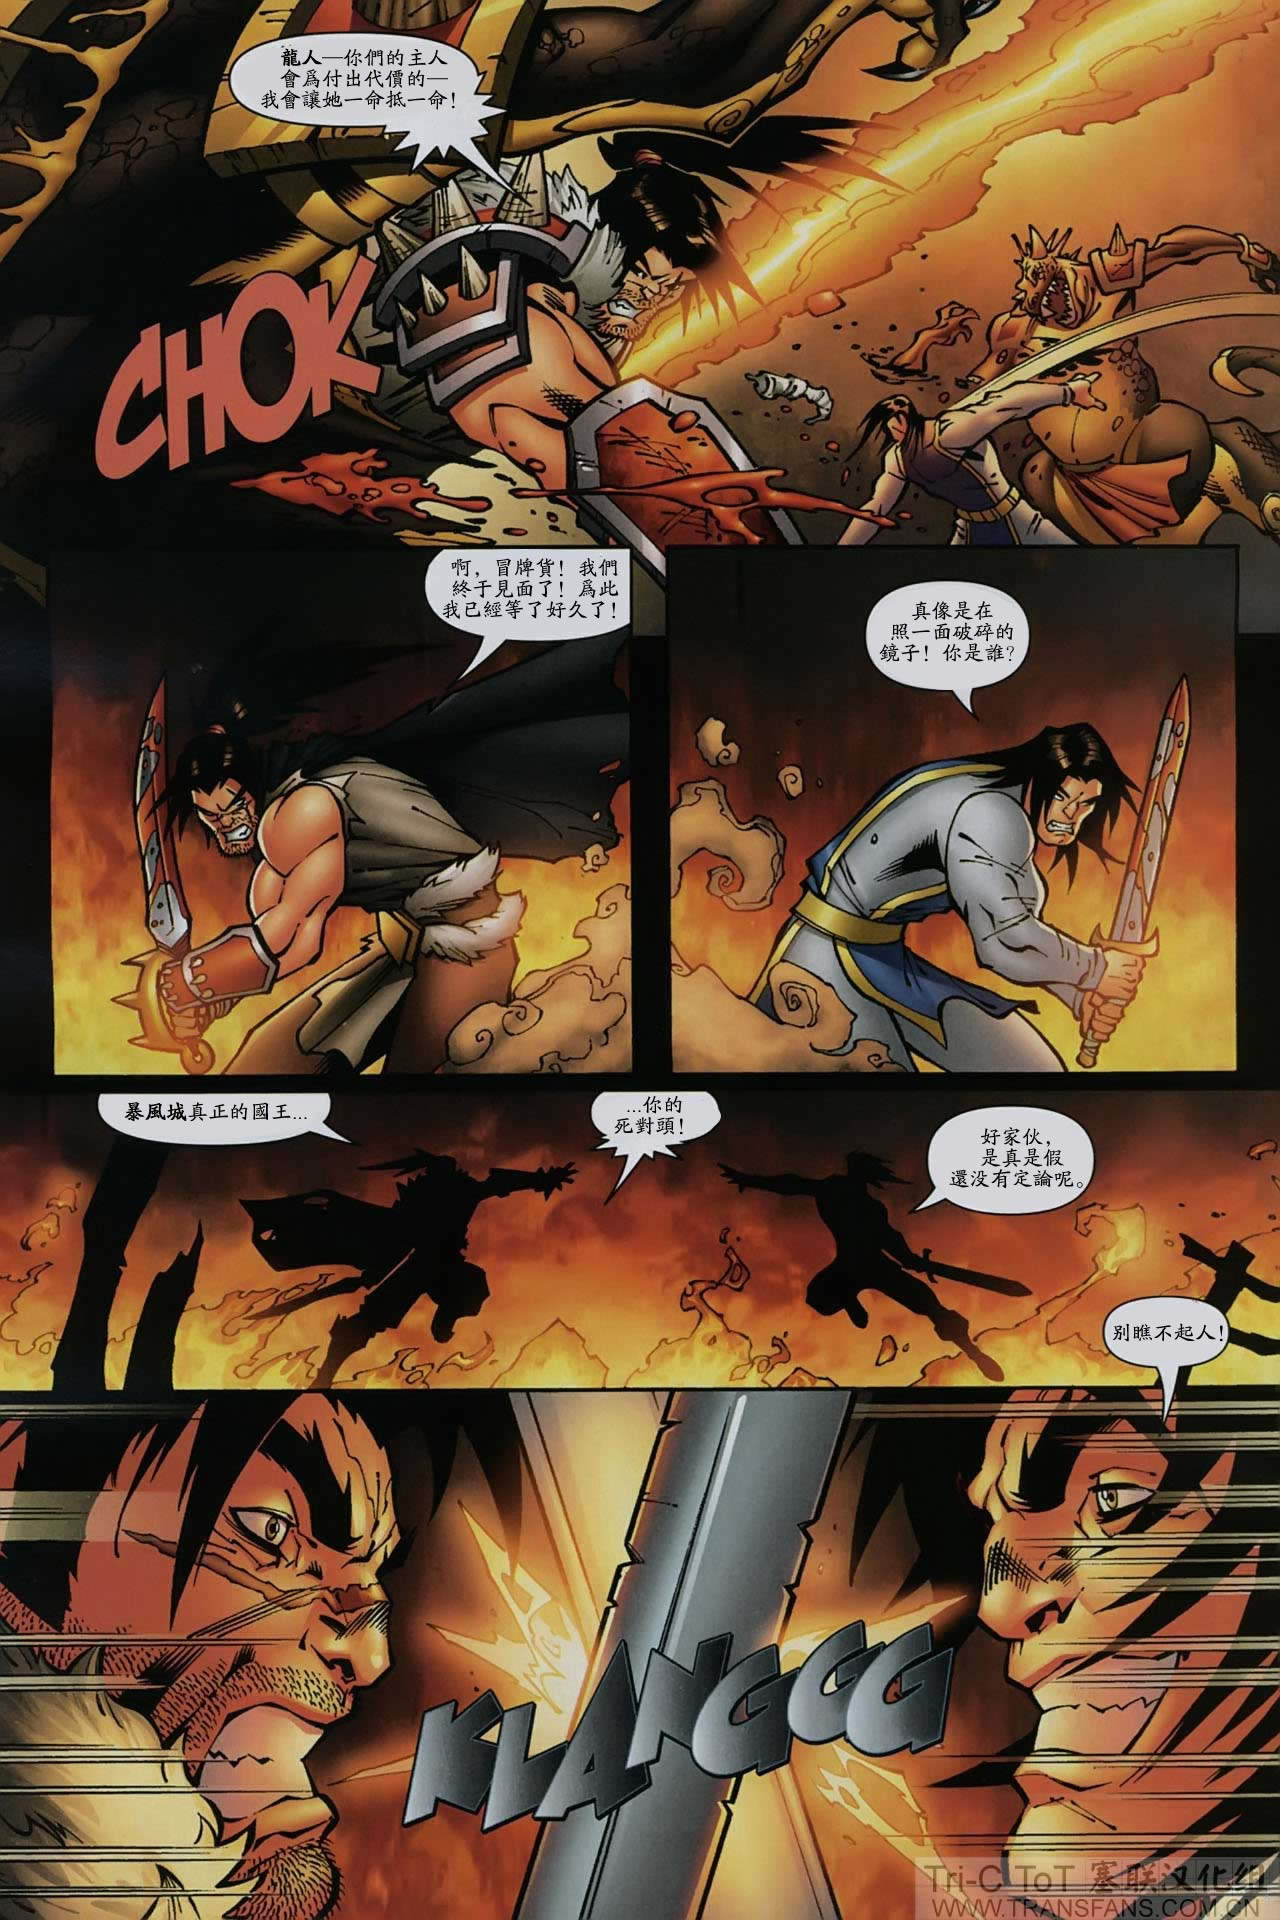 龍人—你們的主人
會爲付出代價的—
我會讓她一命抵一命!
CHOK
啊,冒牌貨!我們
終于見面了!爲此
我已經等了好久了!
真像是在
照一面破碎的
鏡子!你是誰?
暴風城真正的國王...
...你的
死對頭!
好家伙,
是真是假
還没有定論呢。
别瞧不起人!
KLANGGG
Tri-C ToT 塞联汉化组
WWW.TRANSFANS.COM.CN